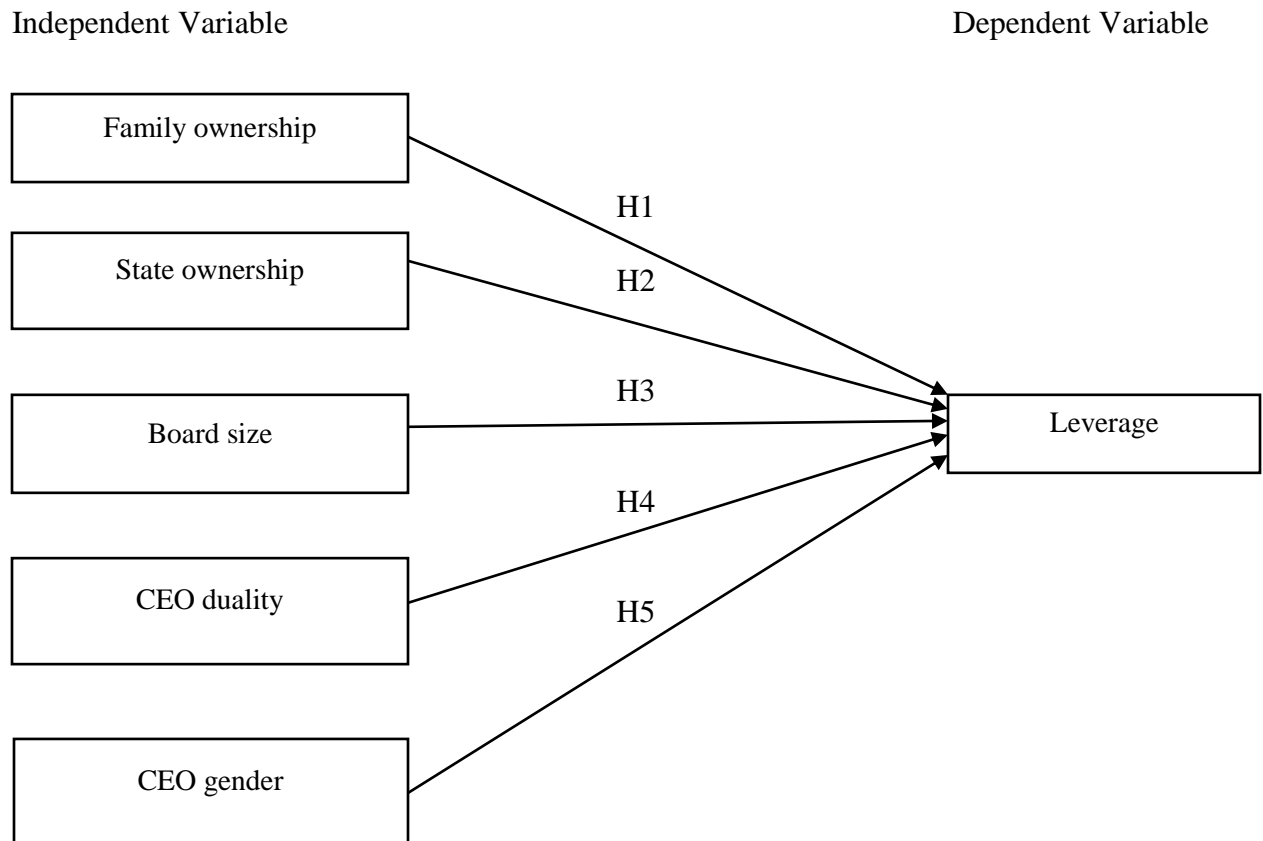 Independent Variable
Dependent Variable
Family ownership
H1
State ownership
H2
H3
Board size
Leverage
H4
CEO duality
H5
CEO gender